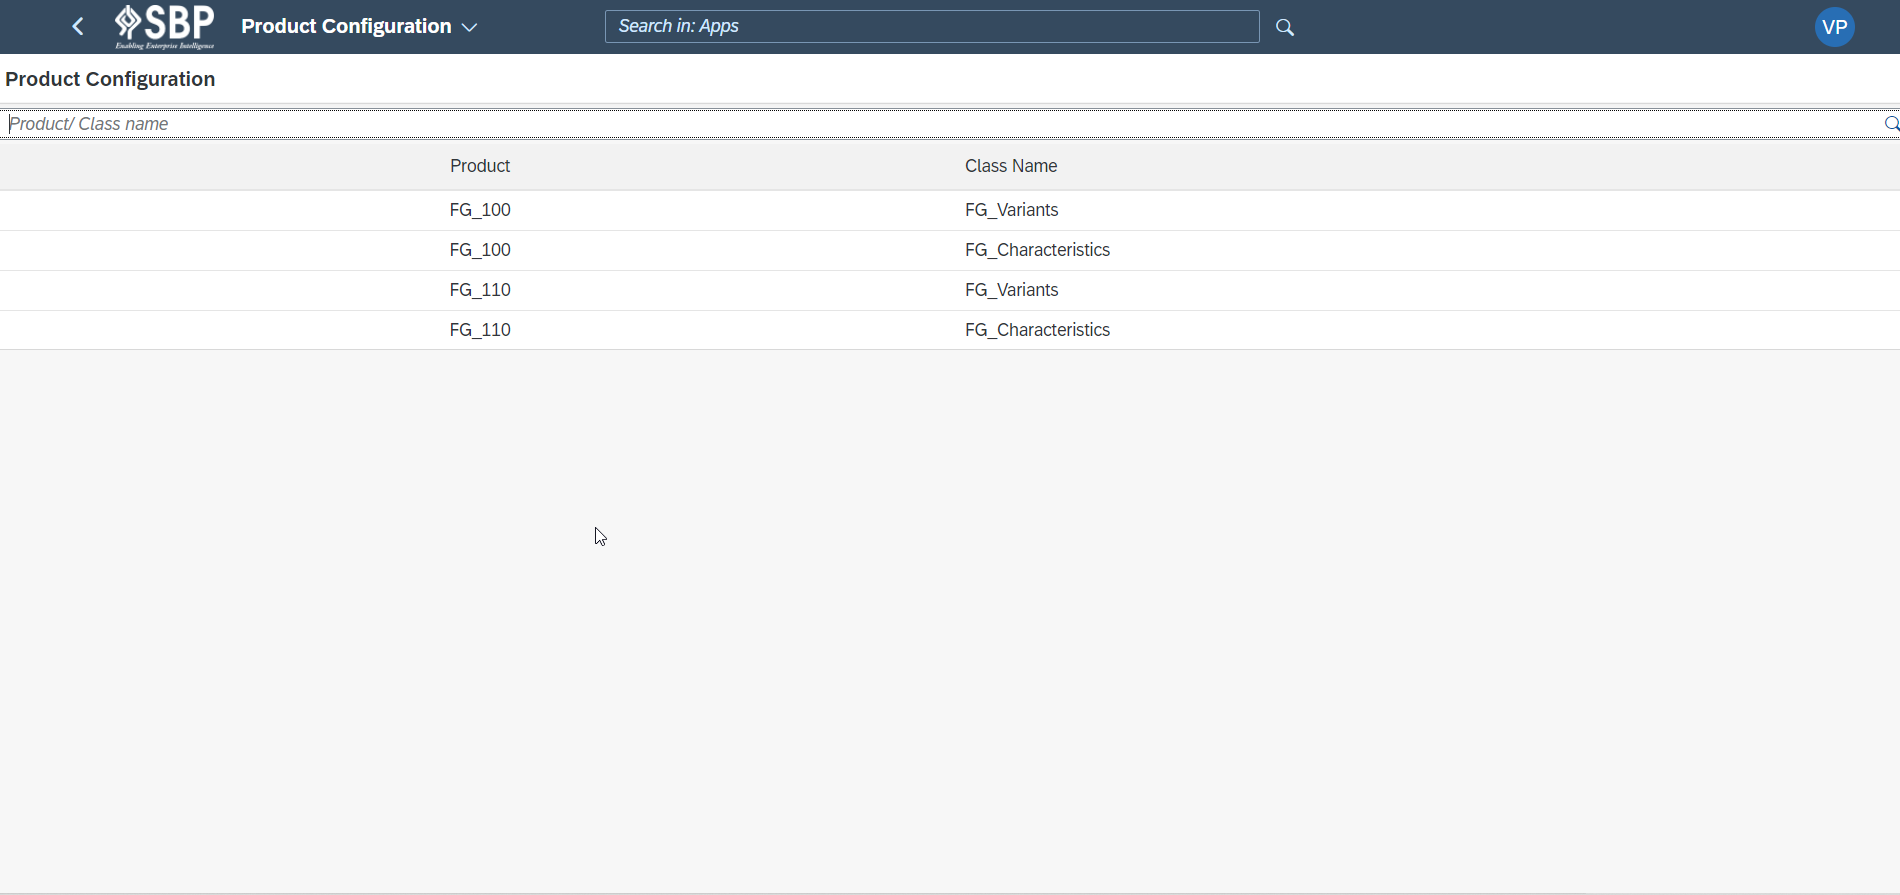 SBP
Enabling Enterprise Intelligence
Product Configuration
Search in: Apps
VP
Product Configuration
Product/ Class name
Product Class Name
FG_100 FG_Variants
FG_100 FG_Characteristics
FG_110 FG_Variants
FG_110 FG_Characteristics